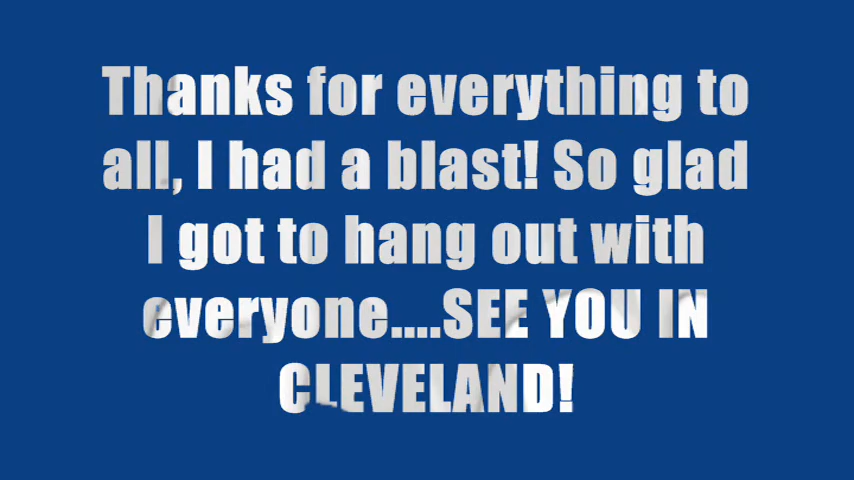 Thanks for everything to
all, I had a blast! So glad
I got to hang out with
everyone....SEE YOU IN
CLEVELAND!